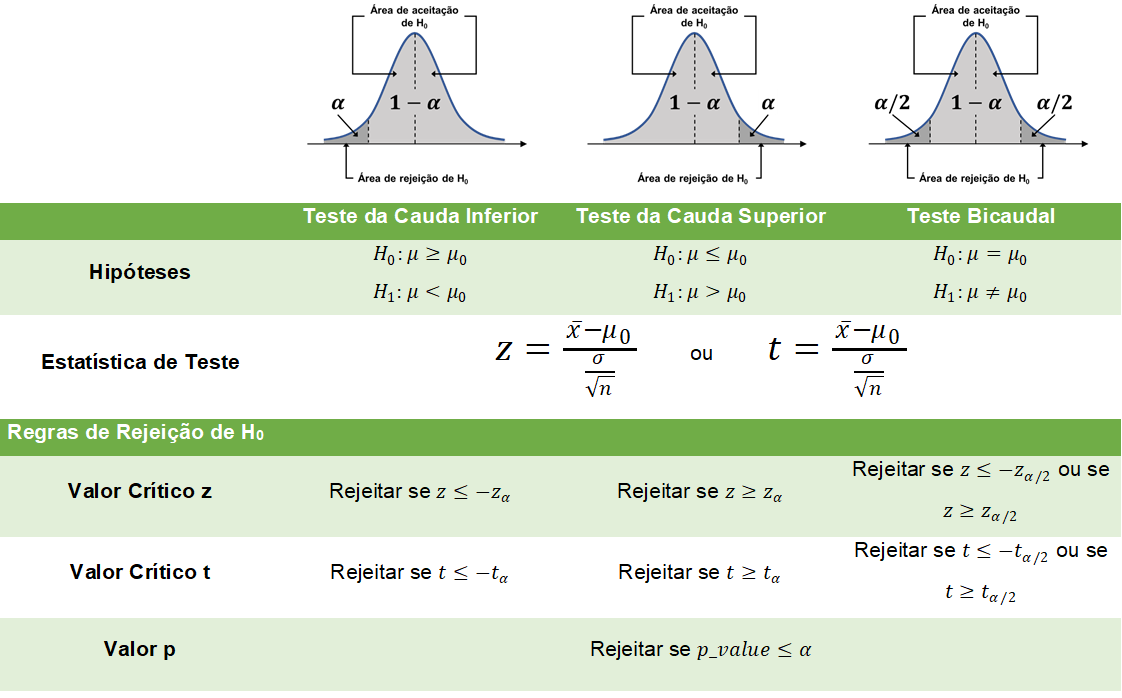 Área de aceitação
de H₀
α
1 − α
Área de rejeição de H₀
Área de aceitação
de H₀
1 − α
α
Área de rejeição de H₀
Área de aceitação
de H₀
α/2
1 − α
α/2
Área de rejeição de H₀
Teste da Cauda Inferior
Teste da Cauda Superior
Teste Bicaudal
Hipóteses
H₀: μ ≥ μ₀
H₁: μ < μ₀
H₀: μ ≤ μ₀
H₁: μ > μ₀
H₀: μ = μ₀
H₁: μ ≠ μ₀
Estatística de Teste
z = (x̄−μ₀)/(σ/√n) ou t = (x̄−μ₀)/(σ/√n)
Regras de Rejeição de H₀
Valor Crítico z
Rejeitar se z ≤ −z_α
Rejeitar se z ≥ z_α
Rejeitar se z ≤ −z_α/2 ou se
z ≥ z_α/2
Valor Crítico t
Rejeitar se t ≤ −t_α
Rejeitar se t ≥ t_α
Rejeitar se t ≤ −t_α/2 ou se
t ≥ t_α/2
Valor p
Rejeitar se p_value ≤ α